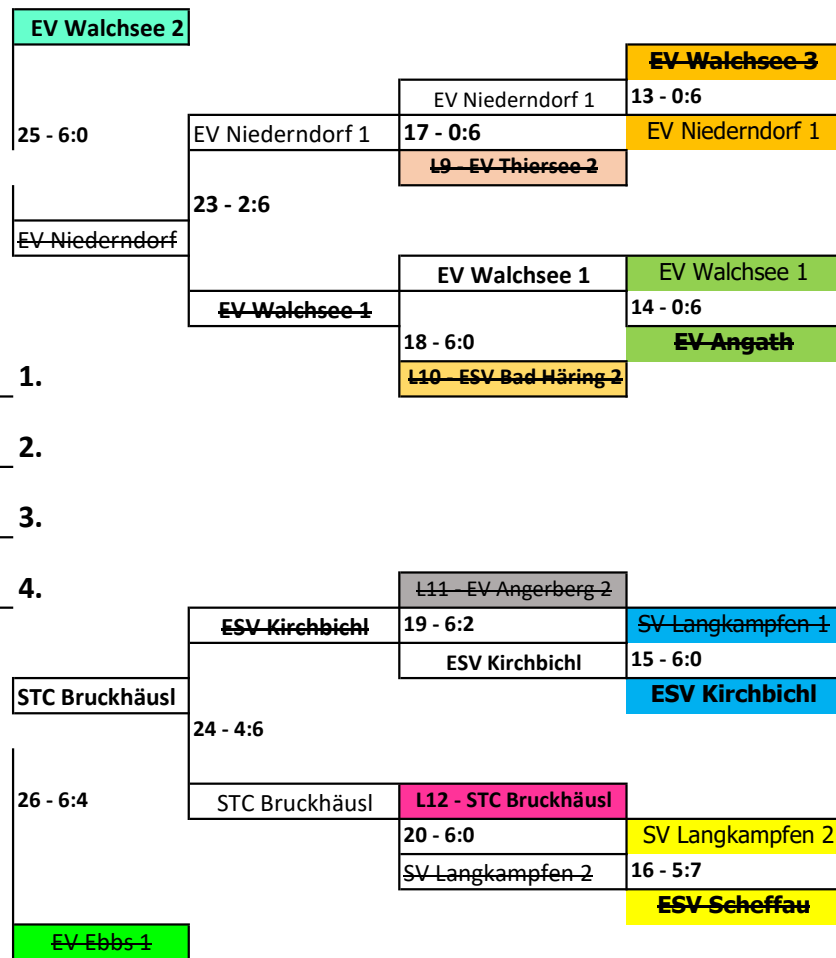 EV Walchsee 2
EV Walchsee 3
EV Niederndorf 1
13 - 0:6
25 - 6:0
EV Niederndorf 1
17 - 0:6
EV Niederndorf 1
L9 - EV Thiersee 2
23 - 2:6
EV Niederndorf
EV Walchsee 1
EV Walchsee 1
EV Walchsee 1
14 - 0:6
18 - 6:0
EV Angath
1.
L10 - ESV Bad Häring 2
2.
3.
4.
L11 - EV Angerberg 2
ESV Kirchbichl
19 - 6:2
SV Langkampfen 1
ESV Kirchbichl
15 - 6:0
STC Bruckhäusl
ESV Kirchbichl
24 - 4:6
26 - 6:4
STC Bruckhäusl
L12 - STC Bruckhäusl
20 - 6:0
SV Langkampfen 2
SV Langkampfen 2
16 - 5:7
ESV Scheffau
EV Ebbs 1